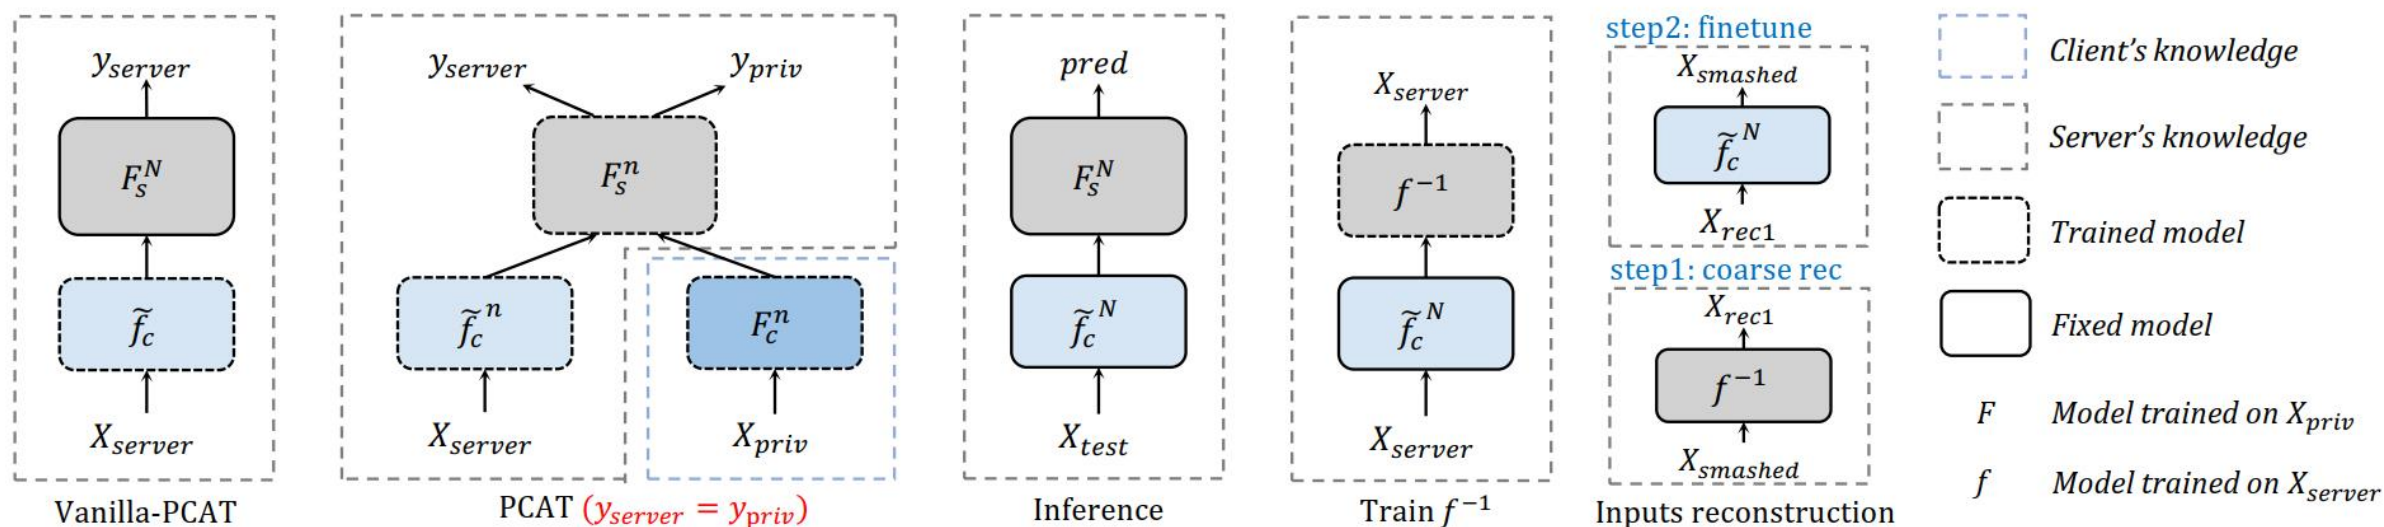 y_server
F_s^N
f̃_c
X_server
Vanilla-PCAT
y_server
y_priv
F_s^n
f̃_c^n
F_c^n
X_server
X_priv
PCAT (y_server = y_priv)
pred
F_s^N
f̃_c^N
X_test
Inference
X_server
f^{-1}
f̃_c^N
X_server
Train f^{-1}
step2: finetune
X_smashed
f̃_c^N
X_rec1
step1: coarse rec
X_rec1
f^{-1}
X_smashed
Inputs reconstruction
Client's knowledge
Server's knowledge
Trained model
Fixed model
F Model trained on X_priv
f Model trained on X_server